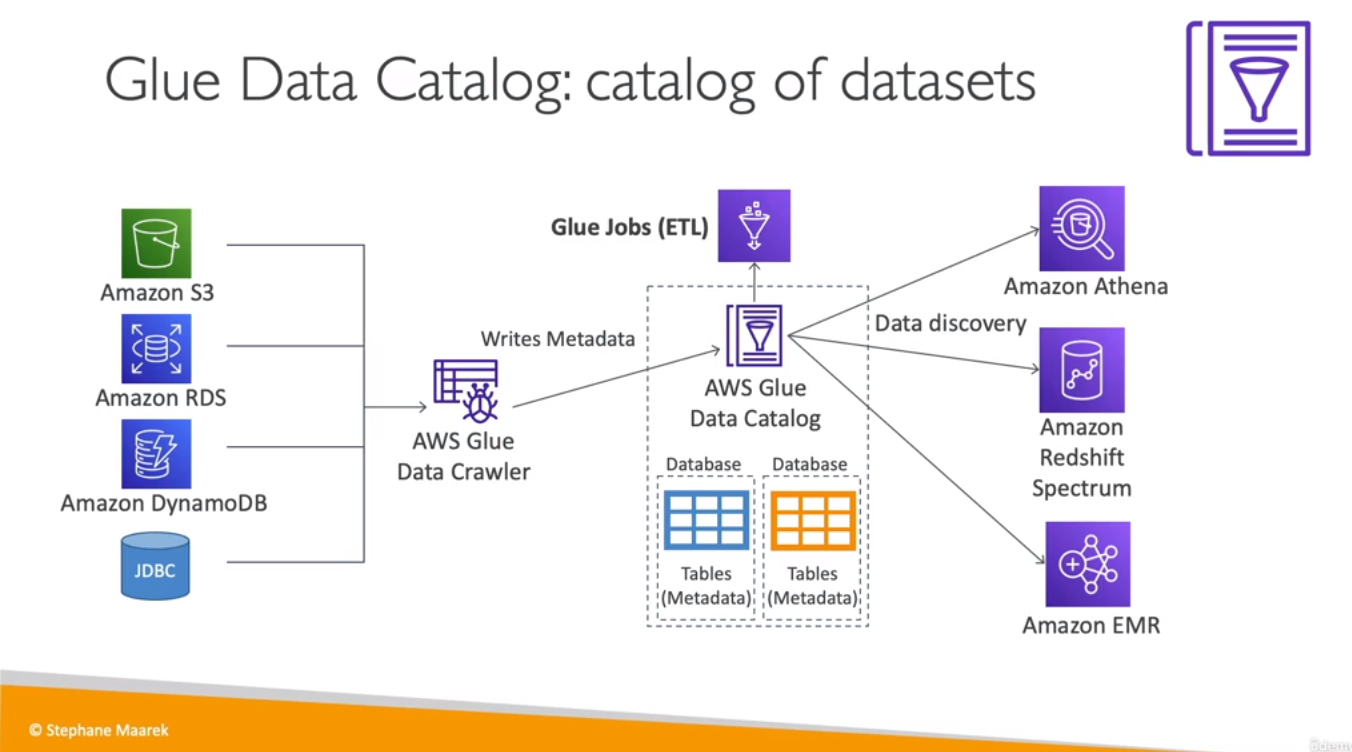 Glue Data Catalog: catalog of datasets
Amazon S3
Amazon RDS
Amazon DynamoDB
JDBC
AWS Glue
Data Crawler
Writes Metadata
Glue Jobs (ETL)
AWS Glue
Data Catalog
Database
Database
Tables
(Metadata)
Tables
(Metadata)
Data discovery
Amazon Athena
Amazon
Redshift
Spectrum
Amazon EMR
© Stephane Maarek